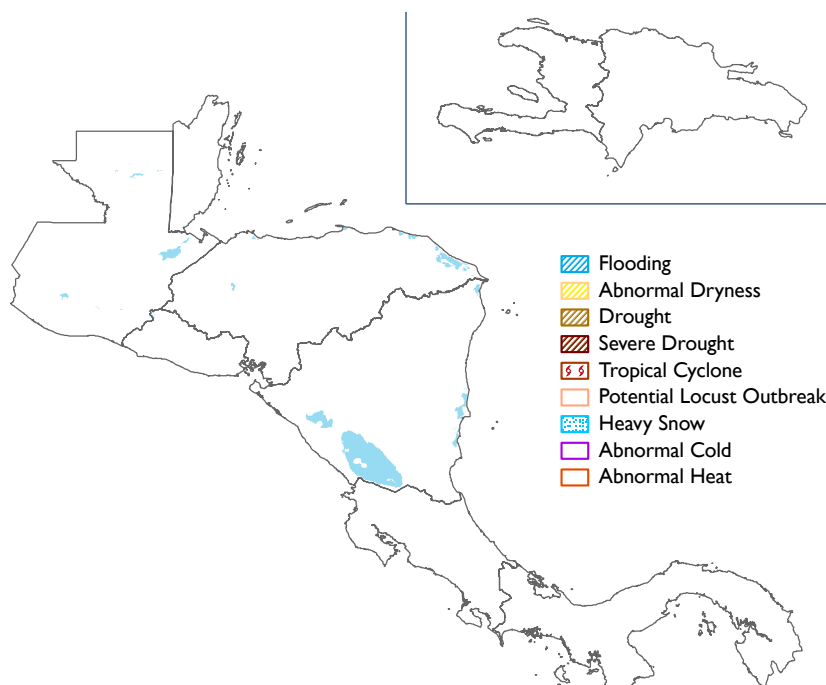 Flooding
Abnormal Dryness
Drought
Severe Drought
Tropical Cyclone
Potential Locust Outbreak
Heavy Snow
Abnormal Cold
Abnormal Heat